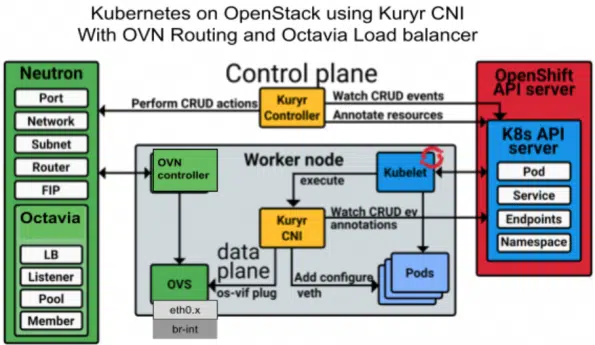 Kubernetes on OpenStack using Kuryr CNI
With OVN Routing and Octavia Load balancer
Neutron
Port
Network
Subnet
Router
FIP
Octavia
LB
Listener
Pool
Member
Control plane
Perform CRUD actions
Kuryr
Controller
Watch CRUD events
Annotate resources
OpenShift
API server
K8s API
server
Pod
Service
Endpoints
Namespace
Worker node
OVN
controller
Kubelet
execute
Kuryr
CNI
Watch CRUD ev
annotations
data
plane
os-vif plug
Add configure
veth
OVS
eth0.x
br-int
Pods